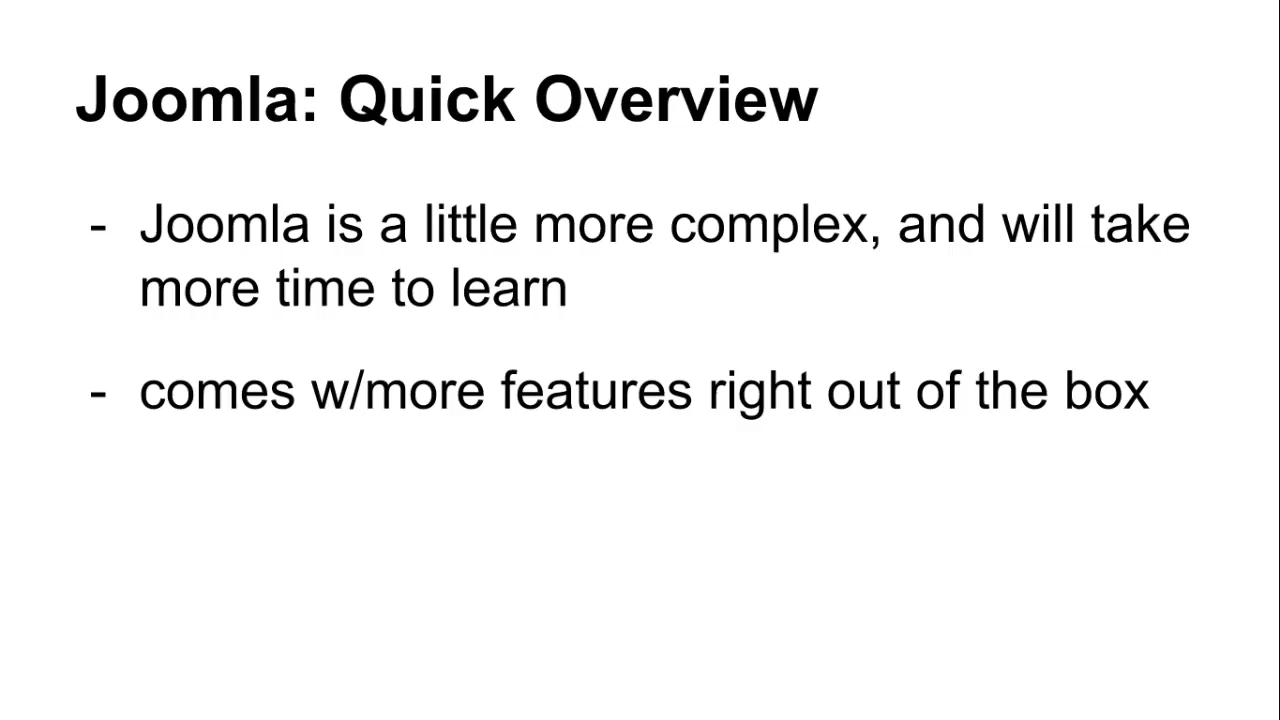 Joomla: Quick Overview
- Joomla is a little more complex, and will take
more time to learn
- comes w/more features right out of the box